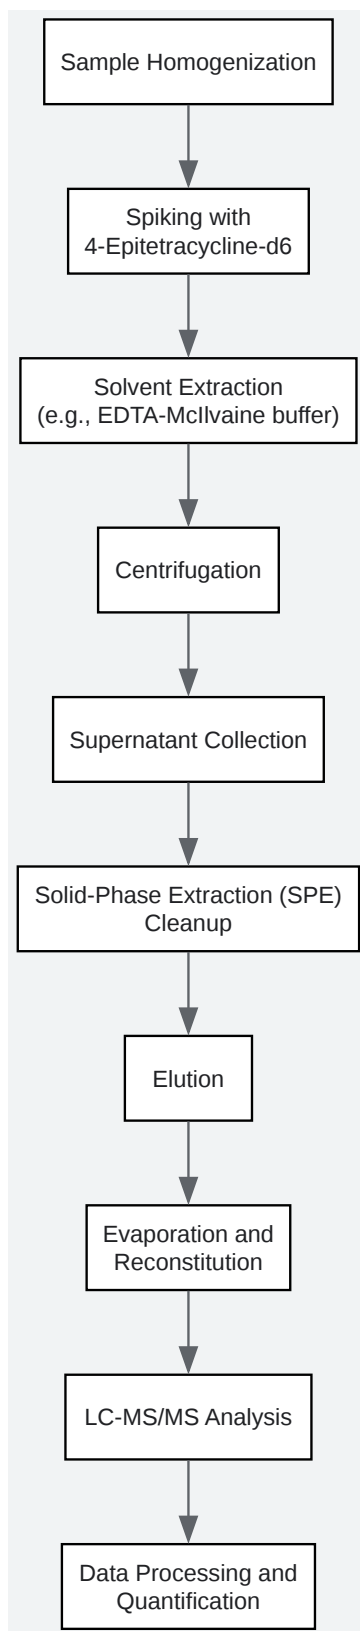 Sample Homogenization
Spiking with
4-Epitetracycline-d6
Solvent Extraction
(e.g., EDTA-McIlvaine buffer)
Centrifugation
Supernatant Collection
Solid-Phase Extraction (SPE)
Cleanup
Elution
Evaporation and
Reconstitution
LC-MS/MS Analysis
Data Processing and
Quantification